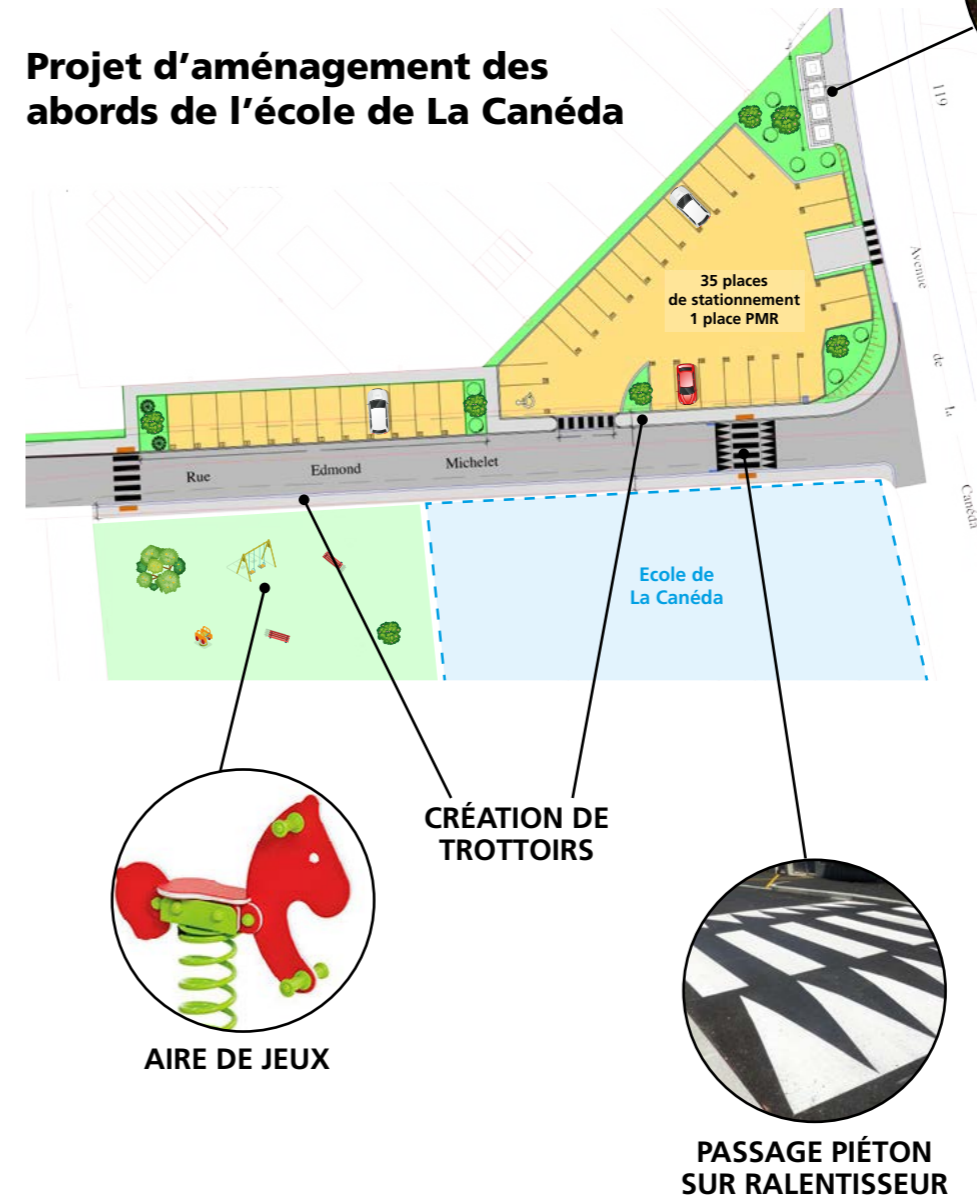 Projet d’aménagement des
abords de l’école de La Canéda
119
Avenue
de
la
Canéda
35 places
de stationnement
1 place PMR
Rue
Edmond
Michelet
Ecole de
La Canéda
CRÉATION DE
TROTTOIRS
AIRE DE JEUX
PASSAGE PIÉTON
SUR RALENTISSEUR